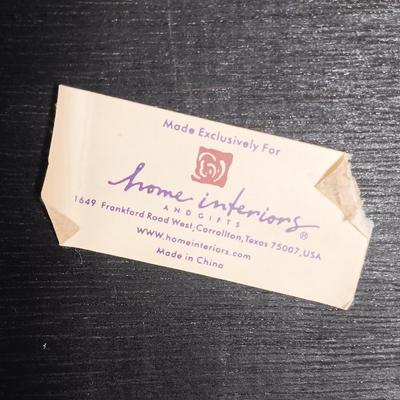 Made Exclusively For
home interiors ®
AND GIFTS
1649 Frankford Road West, Carrollton, Texas 75007, USA
WWW.homeinteriors.com
Made in China